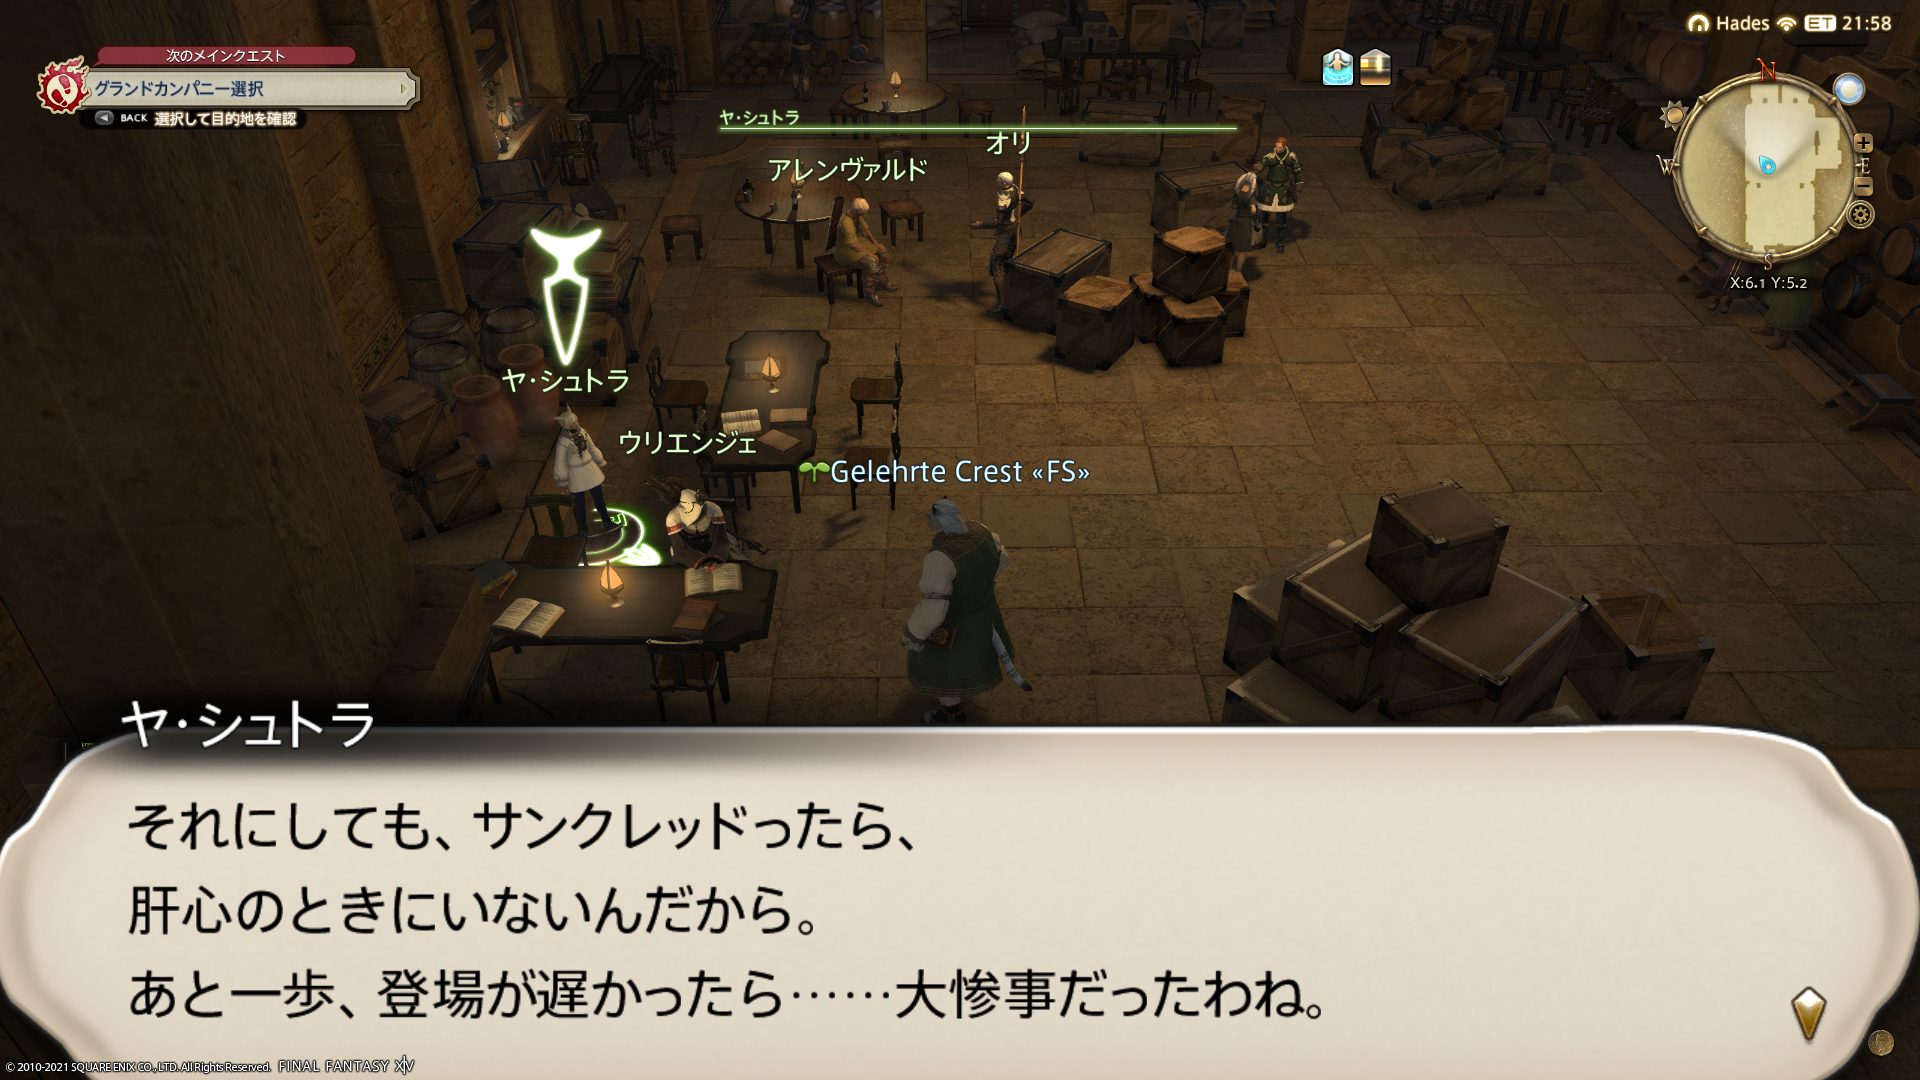 Hades ET 21:58
次のメインクエスト
グランドカンパニー選択
BACK 選択して目的地を確認
N
W
E
S
X:6.1 Y:5.2
ヤ・シュトラ
オリ
アレンヴァルド
ヤ・シュトラ
ウリエンジェ
Gelehrte Crest «FS»
ヤ・シュトラ
それにしても、サンクレッドったら、
肝心のときにいないんだから。
あと一歩、登場が遅かったら……大惨事だったわね。
© 2010-2021 SQUARE ENIX CO., LTD. All Rights Reserved. FINAL FANTASY XIV